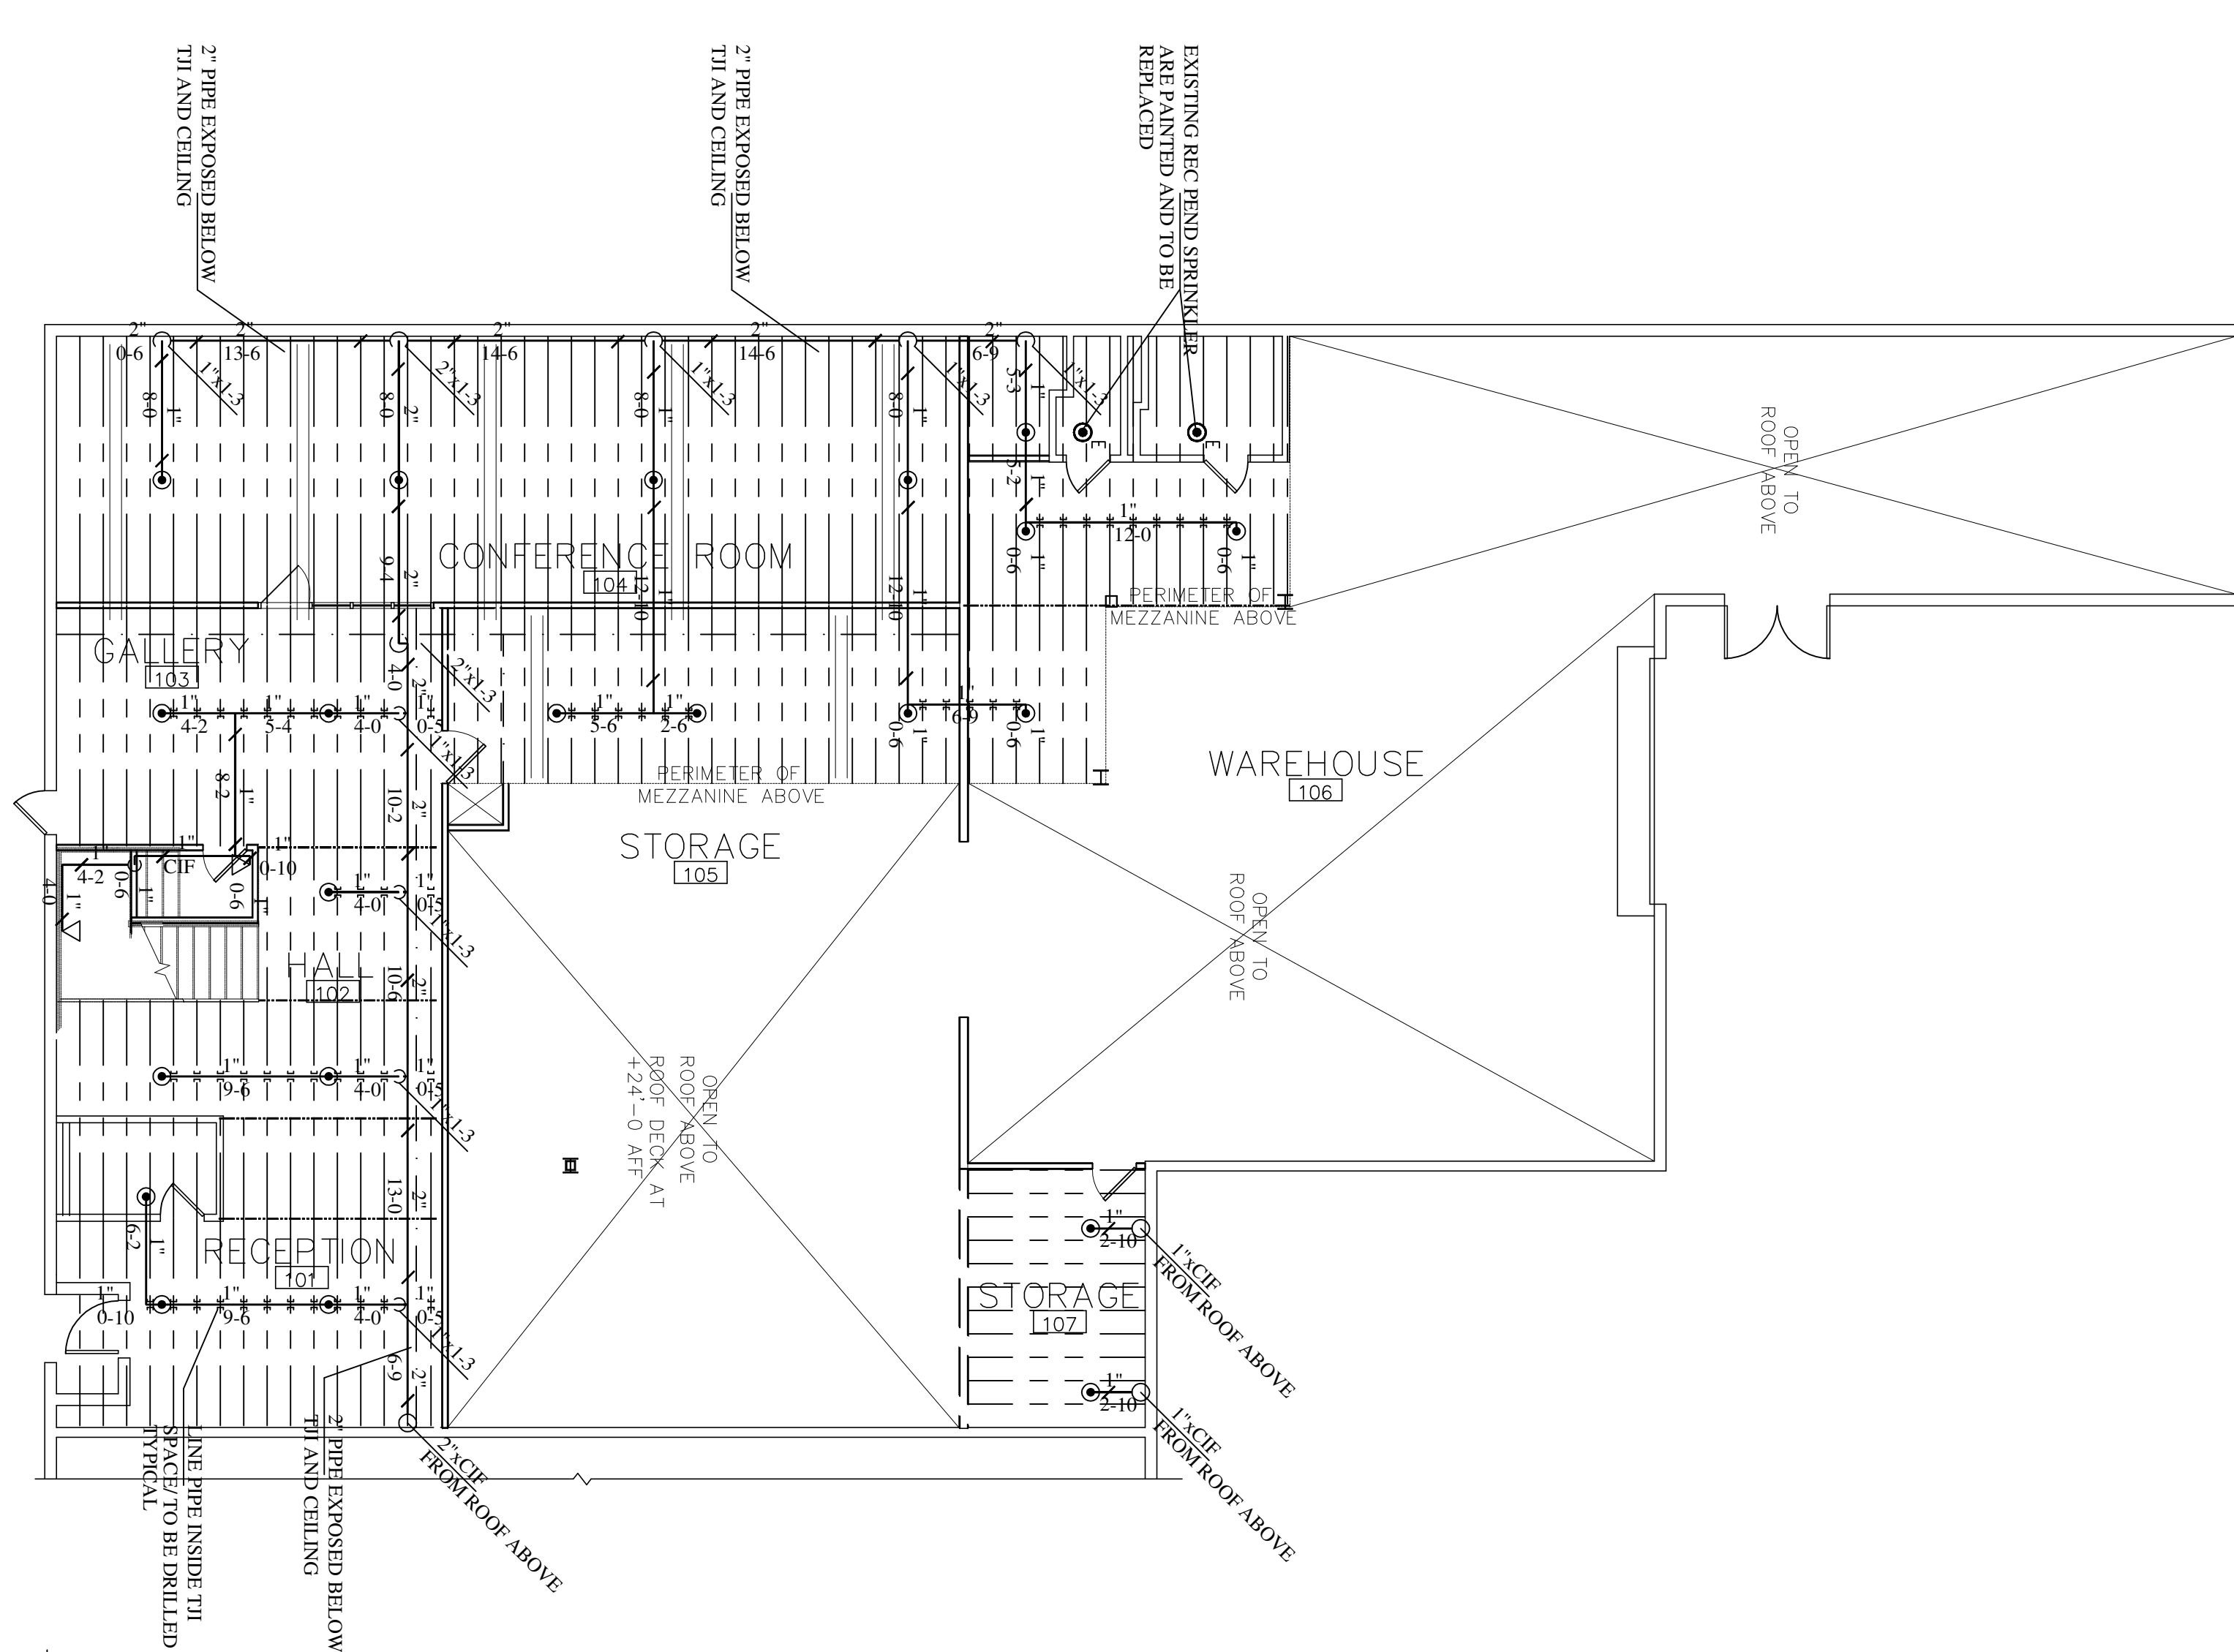 2" PIPE EXPOSED BELOW
TJI AND CEILING
2" PIPE EXPOSED BELOW
TJI AND CEILING
EXISTING REC PEND SPRINKLER
ARE PAINTED AND TO BE
REPLACED
2"
0-6
2"
13-6
2"
14-6
2"
14-6
2"
6-9
1"x1-3
2"x1-3
1"x1-3
1"x1-3
1"x1-3
8-0
1"
8-0
2"
8-0
1"
8-0
1"
5-3
1"
5-2
1"
OPEN TO
ROOF ABOVE
1"
12-0
0-6
1"
0-6
1"
CONFERENCE ROOM
104
9-4
2"
12-10
1"
12-10
1"
PERIMETER OF
MEZZANINE ABOVE
GALLERY
103
4-0
2"
2"x1-3
1"
4-2
1"
5-4
1"
4-0
1"
0-5
1"x1-3
1"
5-6
1"
2-6
1"
6-9
0-6
1"
0-6
1"
PERIMETER OF
MEZZANINE ABOVE
WAREHOUSE
106
8-2
1"
10-2
2"
STORAGE
105
1"
4-2
1"
CIF
1"
0-10
0-6
1"
0-6
1"
4-0
1"
1"
4-0
1"
0-5
1"x1-3
OPEN TO
ROOF ABOVE
HALL
102
10-6
2"
1"
9-6
1"
4-0
1"
0-5
1"x1-3
OPEN TO
ROOF ABOVE
ROOF DECK AT
+24'-0 AFF
13-0
2"
6-2
1"
RECEPTION
101
1"
0-10
1"
9-6
1"
4-0
1"
0-5
1"x1-3
6-9
2"
STORAGE
107
1"
2-10
1"xCIF
FROM ROOF ABOVE
1"
2-10
1"xCIF
FROM ROOF ABOVE
2"xCIF
FROM ROOF ABOVE
LINE PIPE INSIDE TJI
SPACE/ TO BE DRILLED
TYPICAL
2" PIPE EXPOSED BELOW
TJI AND CEILING
E
E